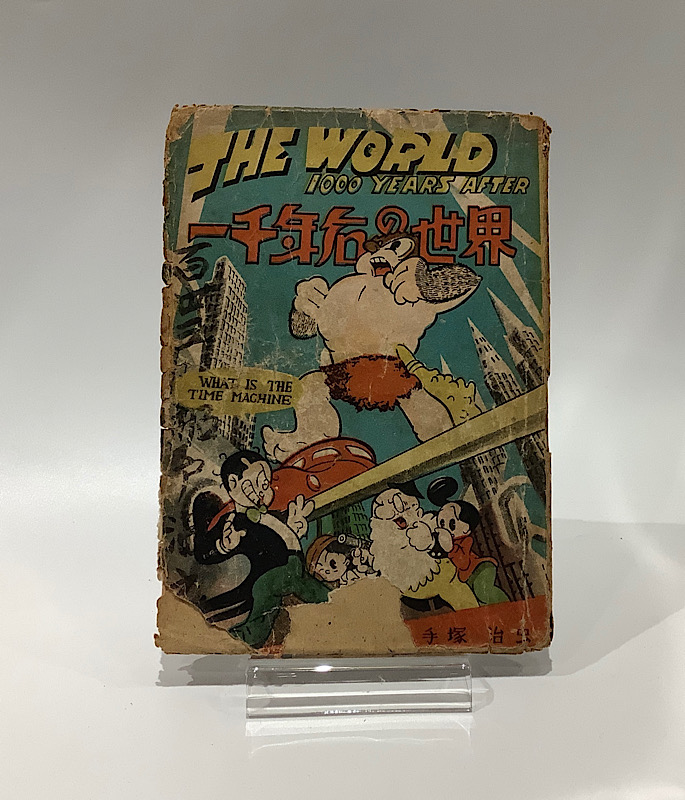 THE WORLD
1000 YEARS AFTER
一千年后の世界
WHAT IS THE
TIME MACHINE
手塚 治虫